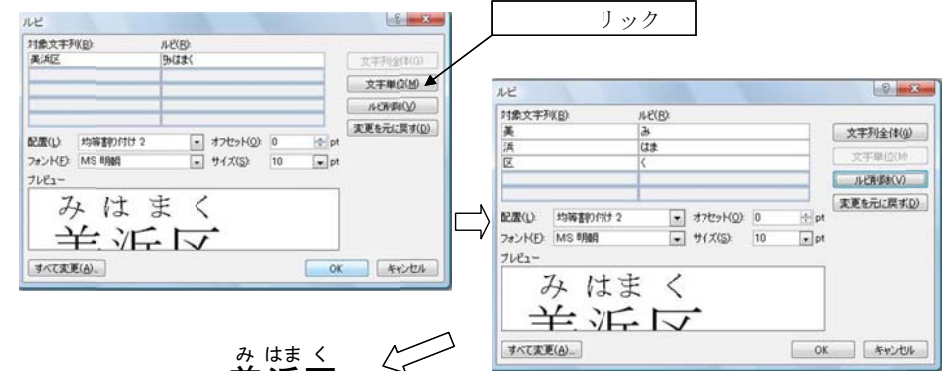 リック
ルビ
対象文字列(B): ルビ(R):
美浜区 みはまく
文字列全体(G)
文字単位(M)
ルビ削除(V)
変更を元に戻す(D)
配置(L): 均等割り付け 2 オフセット(O): 0 pt
フォント(F): MS 明朝 サイズ(S): 10 pt
プレビュー
み は ま く
美浜区
すべて変更(A)... OK キャンセル
ルビ
対象文字列(B): ルビ(R):
美 み
浜 はま
区 く
文字列全体(G)
文字単位(M)
ルビ削除(V)
変更を元に戻す(D)
配置(L): 均等割り付け 2 オフセット(O): 0 pt
フォント(F): MS 明朝 サイズ(S): 10 pt
プレビュー
み はま く
美浜区
すべて変更(A)... OK キャンセル
み はま く
美浜区